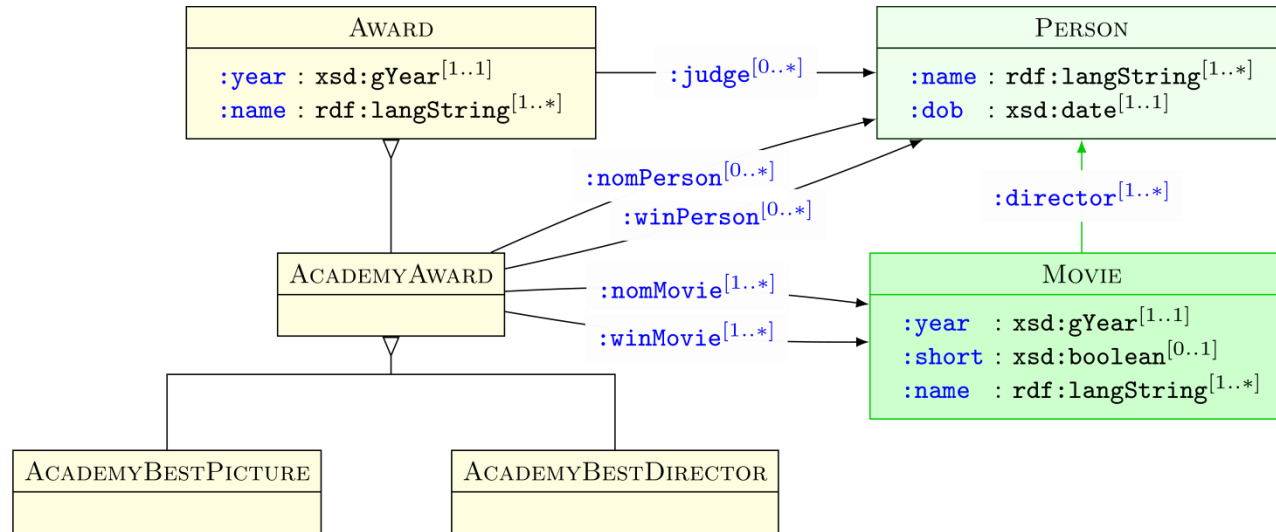 AWARD
:year : xsd:gYear[1..1]
:name : rdf:langString[1..*]
:judge[0..*]
PERSON
:name : rdf:langString[1..*]
:dob : xsd:date[1..1]
:nomPerson[0..*]
:winPerson[0..*]
:director[1..*]
ACADEMYAWARD
:nomMovie[1..*]
:winMovie[1..*]
MOVIE
:year : xsd:gYear[1..1]
:short : xsd:boolean[0..1]
:name : rdf:langString[1..*]
ACADEMYBESTPICTURE
ACADEMYBESTDIRECTOR